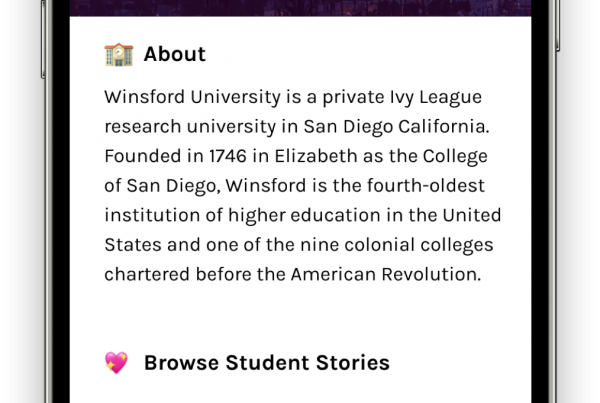 About
Winsford University is a private Ivy League
research university in San Diego California.
Founded in 1746 in Elizabeth as the College
of San Diego, Winsford is the fourth-oldest
institution of higher education in the United
States and one of the nine colonial colleges
chartered before the American Revolution.
Browse Student Stories